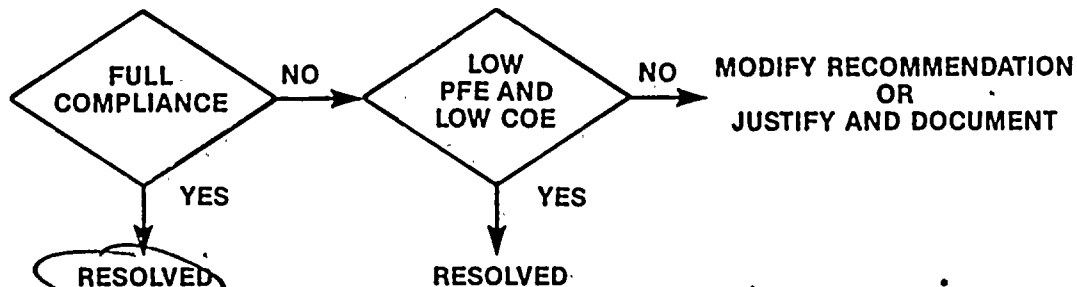 FULL
COMPLIANCE
NO
LOW
PFE AND
LOW COE
NO
MODIFY RECOMMENDATION
OR
JUSTIFY AND DOCUMENT
YES
YES
RESOLVED
RESOLVED